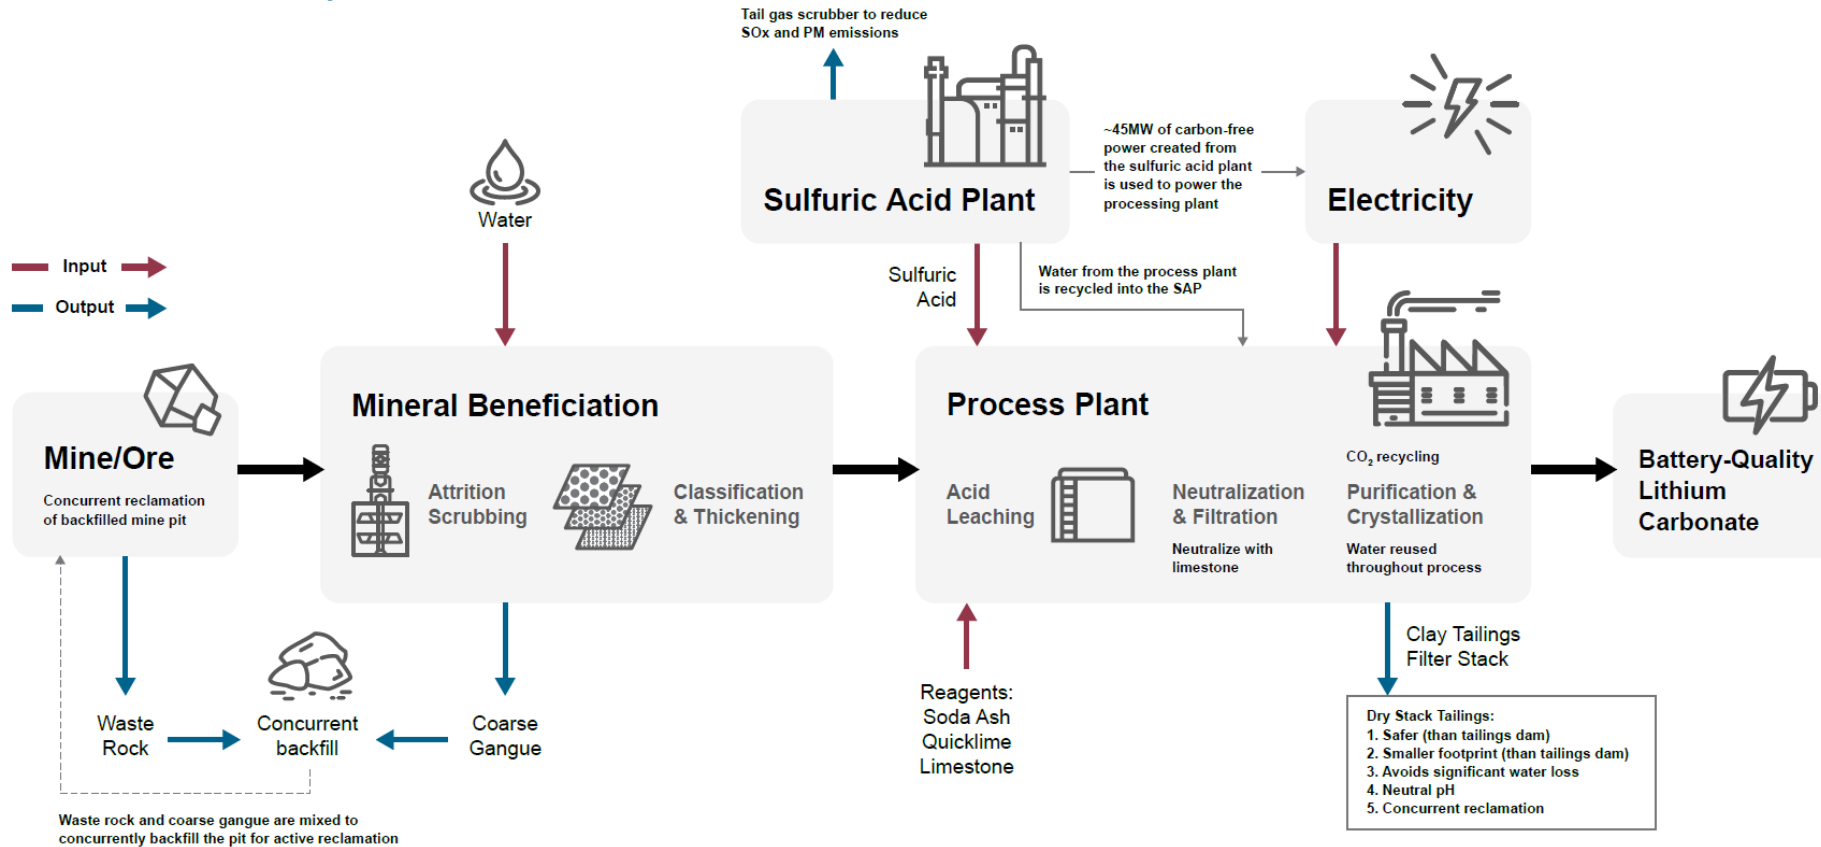 Tail gas scrubber to reduce
SOx and PM emissions
~45MW of carbon-free
power created from
the sulfuric acid plant
is used to power the
processing plant
Sulfuric Acid Plant
Electricity
Water
Input
Output
Sulfuric
Acid
Water from the process plant
is recycled into the SAP
Mine/Ore
Concurrent reclamation
of backfilled mine pit
Mineral Beneficiation
Attrition
Scrubbing
Classification
& Thickening
Process Plant
Acid
Leaching
Neutralization
& Filtration
Neutralize with
limestone
CO₂ recycling
Purification &
Crystallization
Water reused
throughout process
Battery-Quality
Lithium
Carbonate
Waste
Rock
Concurrent
backfill
Coarse
Gangue
Waste rock and coarse gangue are mixed to
concurrently backfill the pit for active reclamation
Reagents:
Soda Ash
Quicklime
Limestone
Clay Tailings
Filter Stack
Dry Stack Tailings:
1. Safer (than tailings dam)
2. Smaller footprint (than tailings dam)
3. Avoids significant water loss
4. Neutral pH
5. Concurrent reclamation